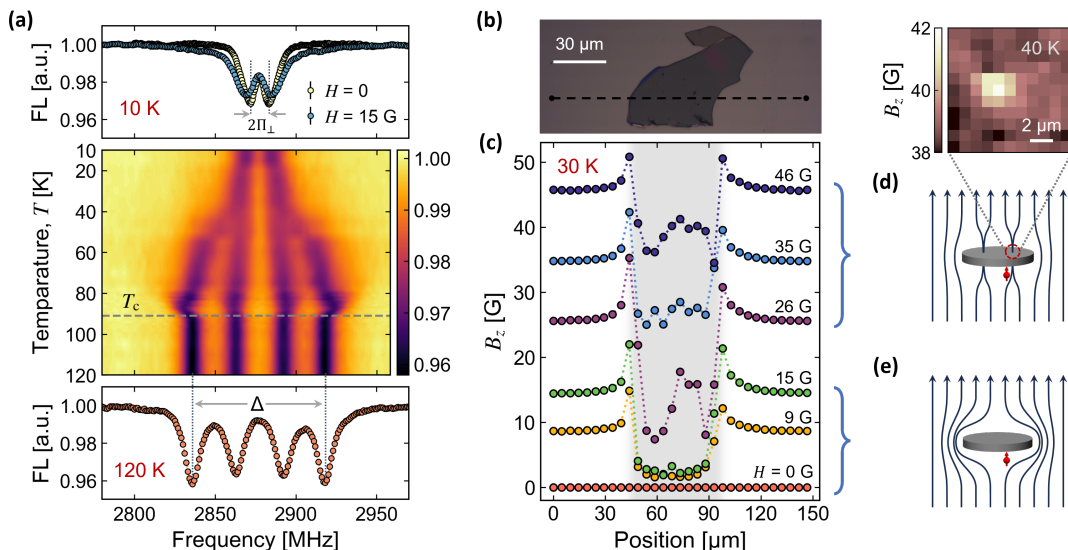 (a)
1.00
0.98
0.96
FL [a.u.]
10 K
H = 0
H = 15 G
2Π⊥
10
20
40
60
80
100
120
Temparature, T [K]
Tc
1.00
0.99
0.98
0.97
0.96
1.00
0.98
0.96
FL [a.u.]
Δ
120 K
2780 2850 2900 2970
Frequency [MHz]
(b)
30 μm
(c)
30 K
50
40
30
20
10
0
Bz [G]
46 G
35 G
26 G
15 G
9 G
H = 0 G
0 30 60 90 120 150
Position [μm]
42
40
38
Bz [G]
40 K
2 μm
(d)
(e)